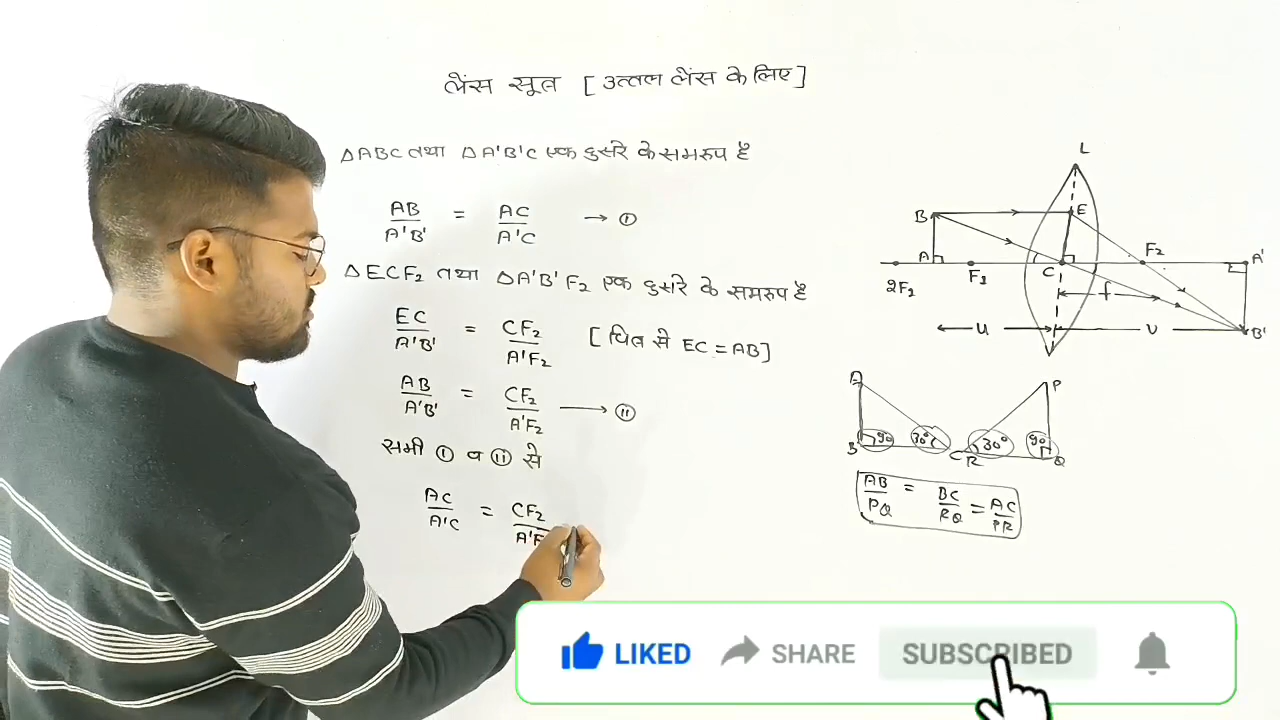 लेंस सूत्र [उत्तल लेंस के लिए]
△ABC तथा △A'B'C एक दुसरे के समरूप है
AB/A'B' = AC/A'C → ①
△ECF2 तथा △A'B'F2 एक दुसरे के समरूप है
EC/A'B' = CF2/A'F2 [चित्र से EC = AB]
AB/A'B' = CF2/A'F2 → ⑪
समी ① व ⑪ से
AC/A'C = CF2/A'F
L
B E
A F1 C F2 A'
2F2
f
u v
B'
A P
B 90 30° C R 30° 90 Q
AB/PQ = BC/RQ = AC/PR
LIKED SHARE SUBSCRIBED